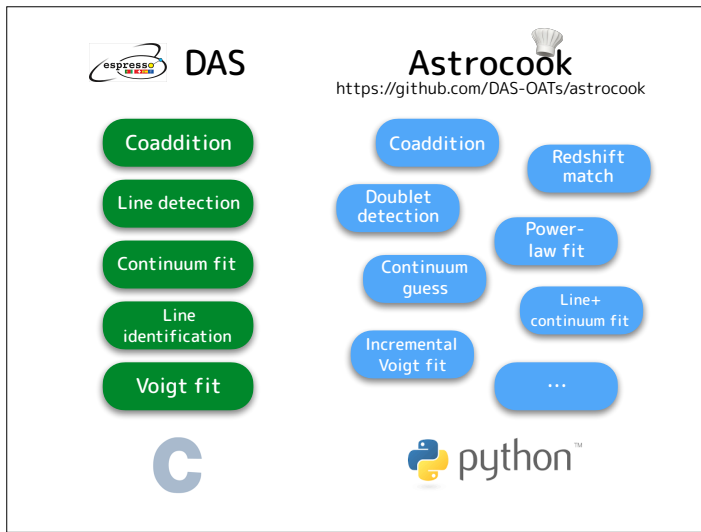 espresso
DAS
Coaddition
Line detection
Continuum fit
Line
identification
Voigt fit
C
Astrocook
https://github.com/DAS-OATs/astrocook
Coaddition
Redshift
match
Doublet
detection
Power-
law fit
Continuum
guess
Line+
continuum fit
Incremental
Voigt fit
...
python™